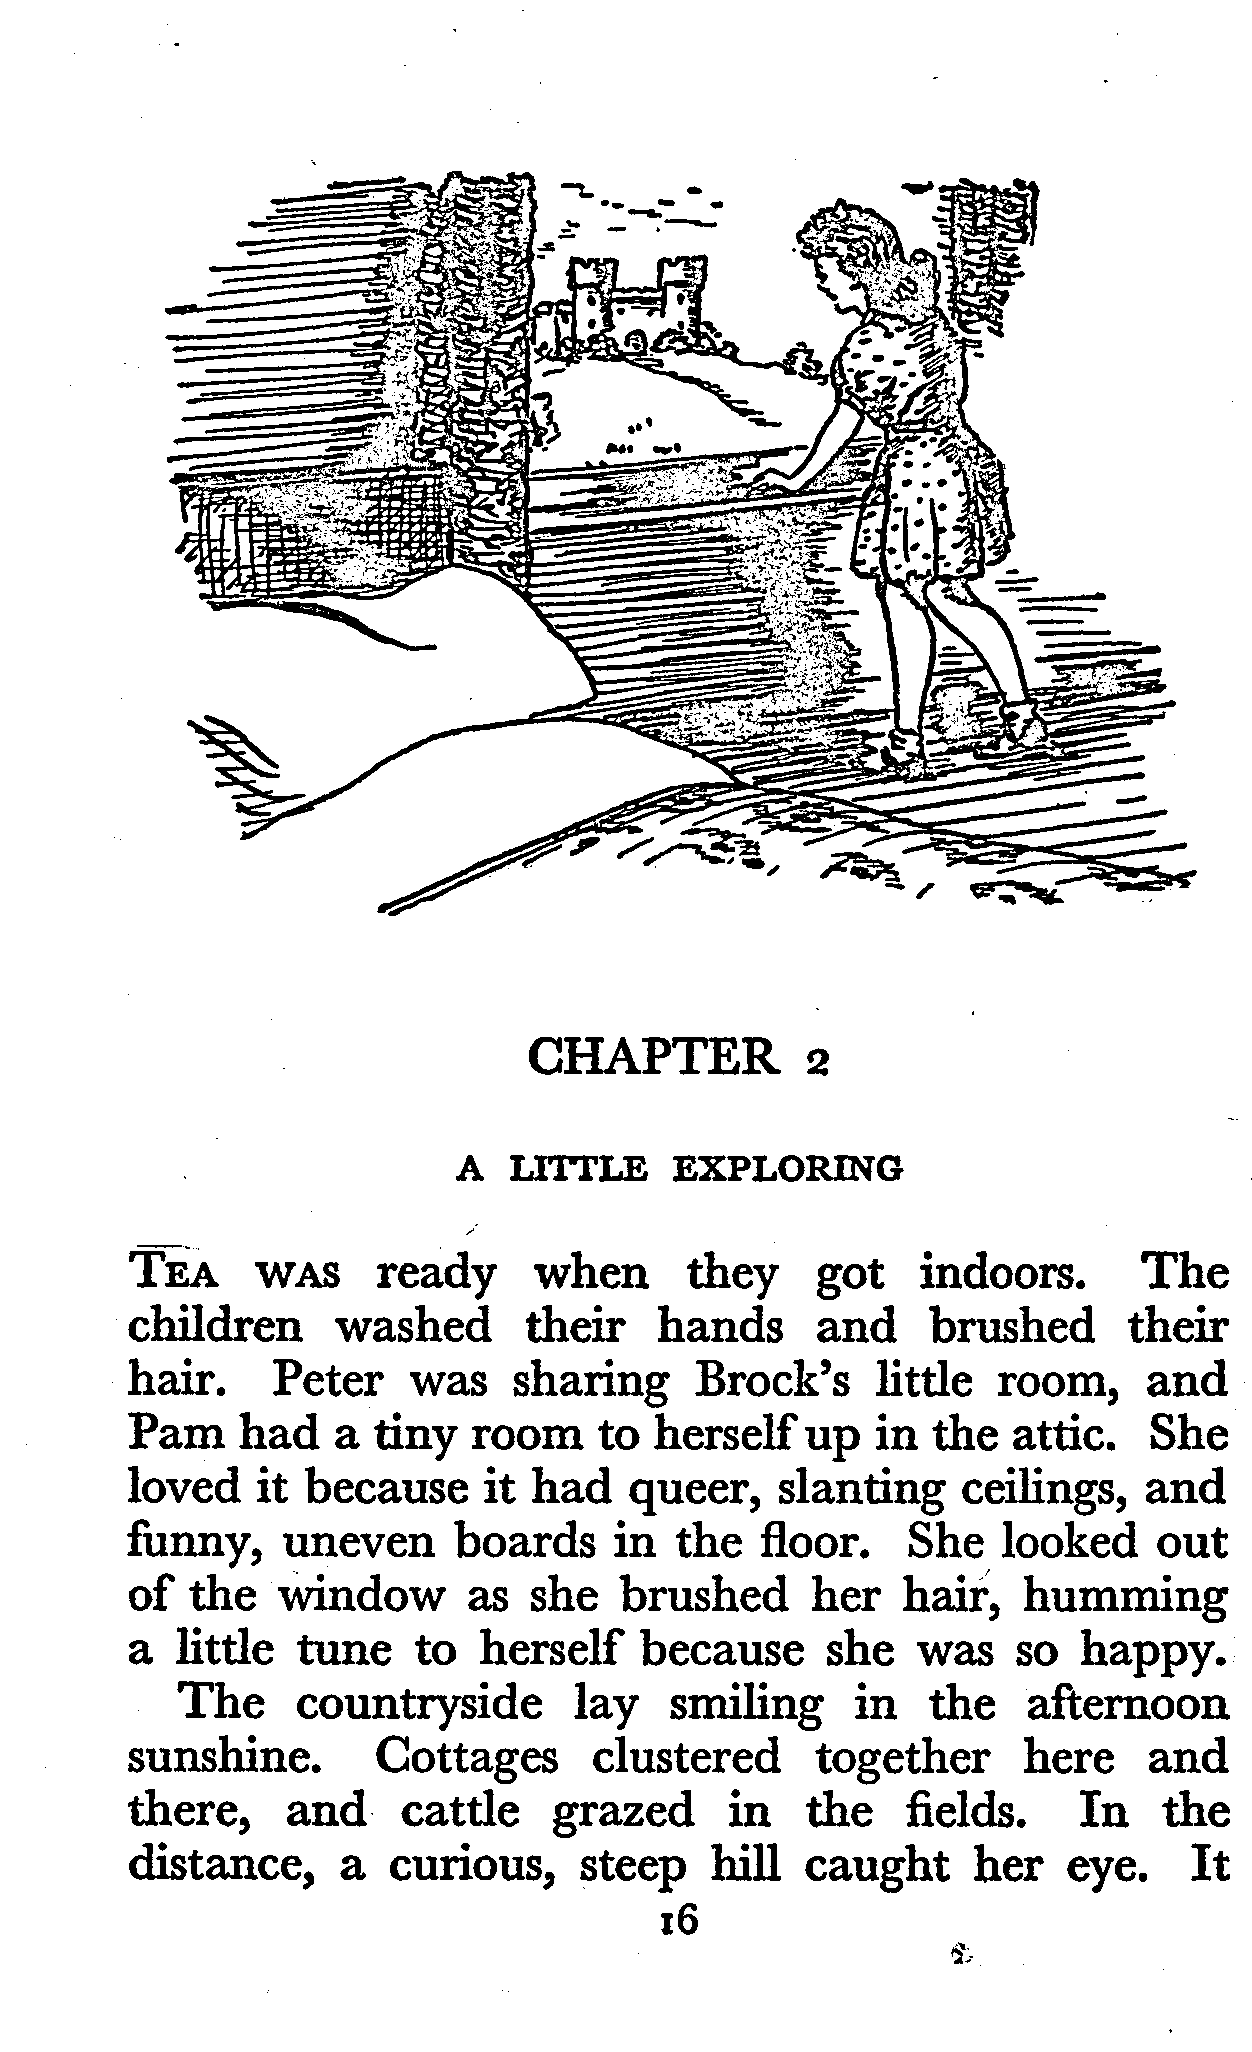 CHAPTER 2
A LITTLE EXPLORING
TEA WAS ready when they got indoors. The
children washed their hands and brushed their
hair. Peter was sharing Brock's little room, and
Pam had a tiny room to herself up in the attic. She
loved it because it had queer, slanting ceilings, and
funny, uneven boards in the floor. She looked out
of the window as she brushed her hair, humming
a little tune to herself because she was so happy.
The countryside lay smiling in the afternoon
sunshine. Cottages clustered together here and
there, and cattle grazed in the fields. In the
distance, a curious, steep hill caught her eye. It
16